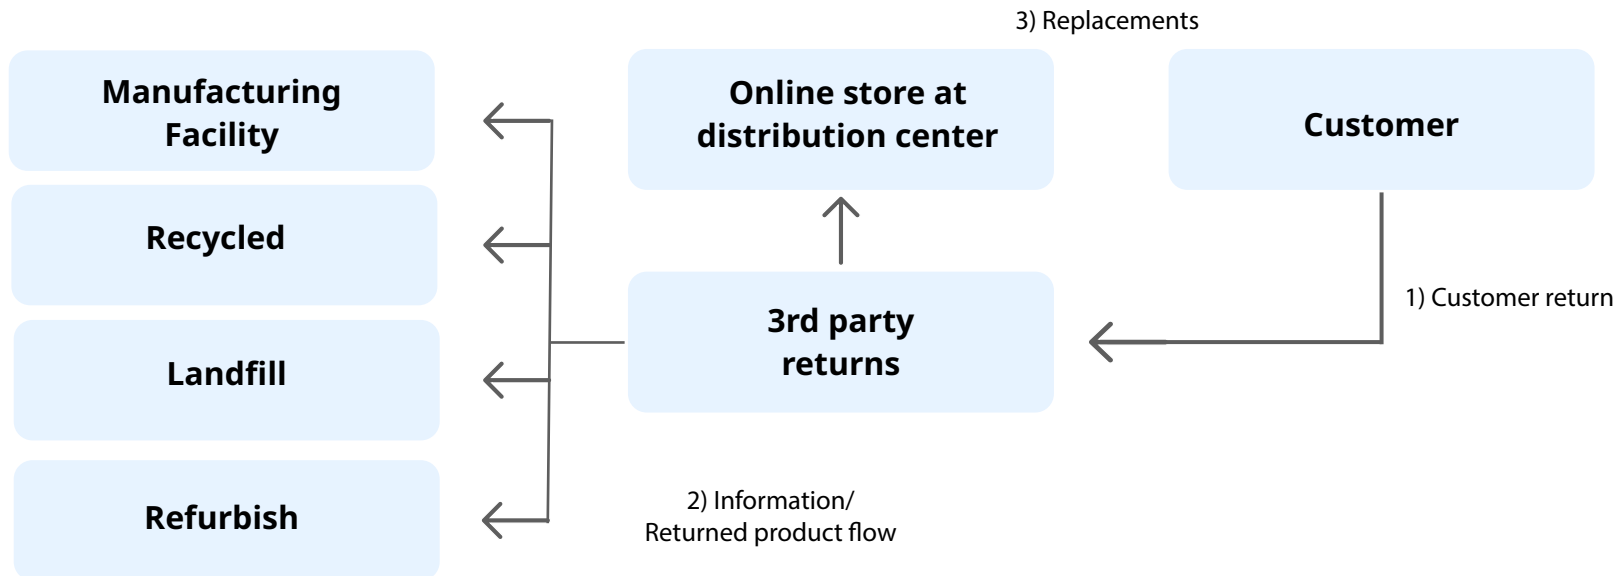 3) Replacements
Manufacturing
Facility
Online store at
distribution center
Customer
Recycled
1) Customer return
3rd party
returns
Landfill
2) Information/
Returned product flow
Refurbish